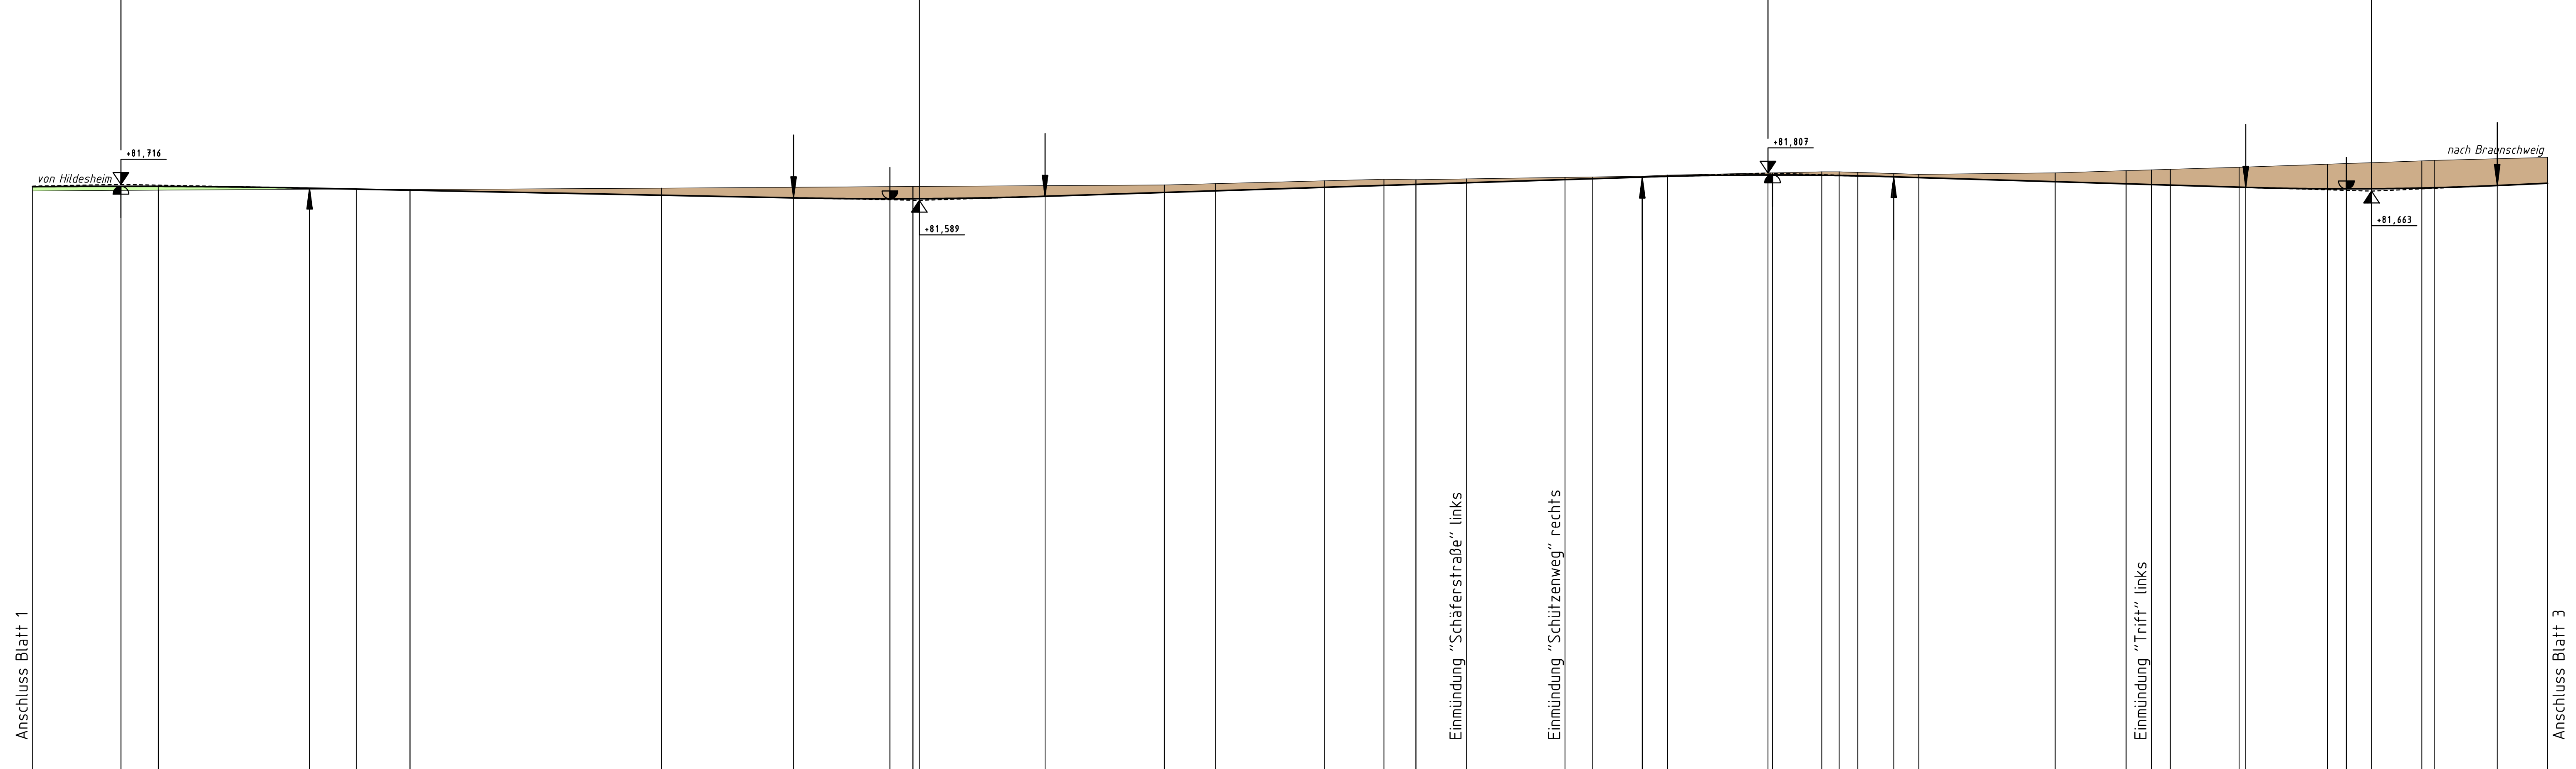 +81,716
von Hildesheim
+81,589
+81,807
nach Braunschweig
+81,663
Anschluss Blatt 1
Einmündung "Schäferstraße" links
Einmündung "Schützenweg" rechts
Einmündung "Trift" links
Anschluss Blatt 3